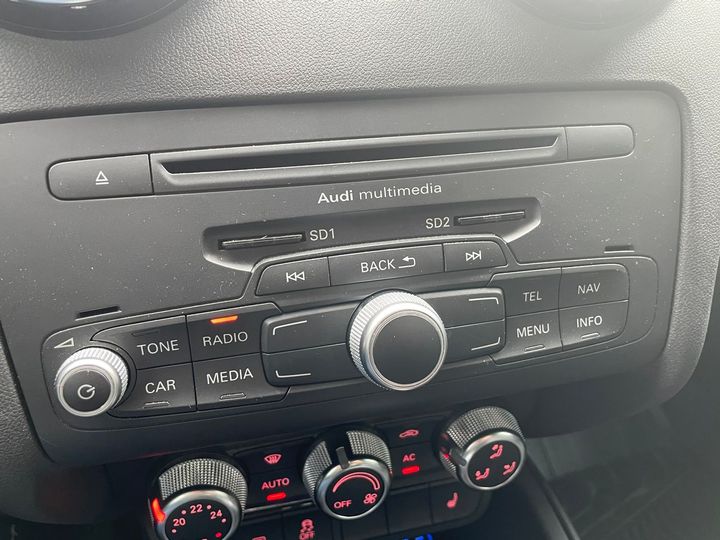 Audi multimedia
SD1 SD2
BACK
TEL NAV
TONE RADIO MENU INFO
CAR MEDIA
AUTO AC
20 22 24 OFF
OFF